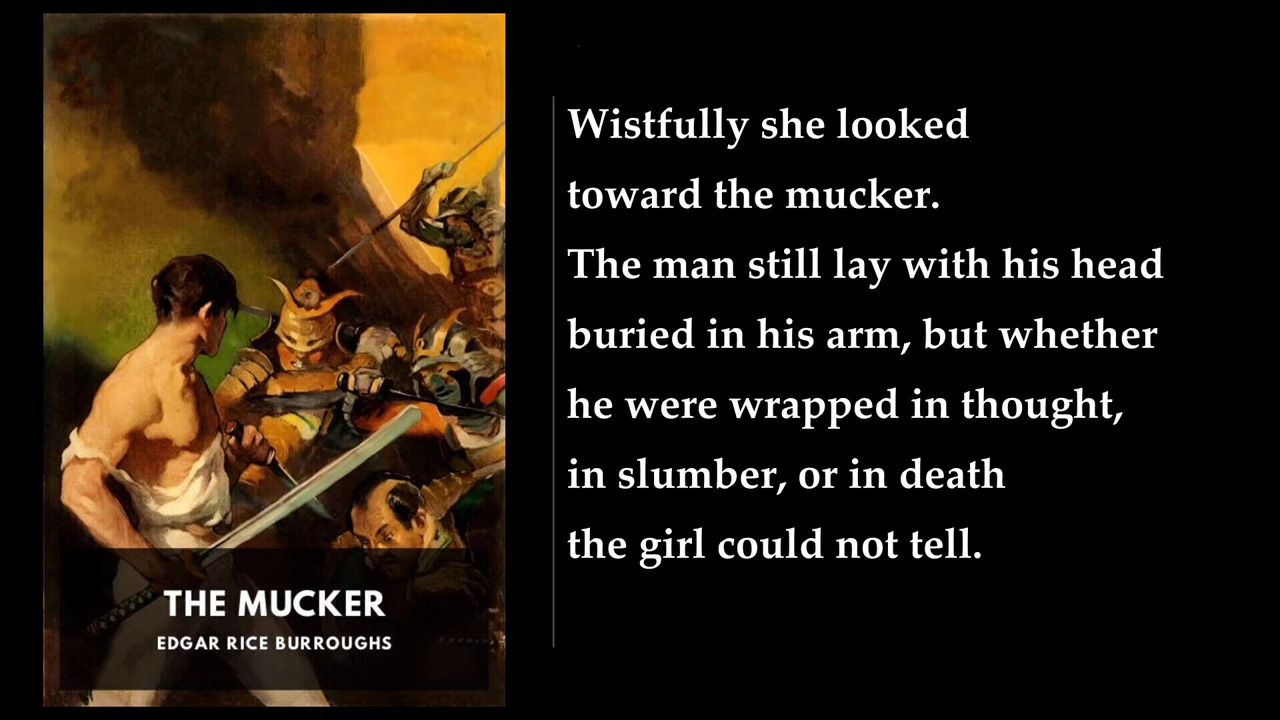 THE MUCKER
EDGAR RICE BURROUGHS
Wistfully she looked
toward the mucker.
The man still lay with his head
buried in his arm, but whether
he were wrapped in thought,
in slumber, or in death
the girl could not tell.